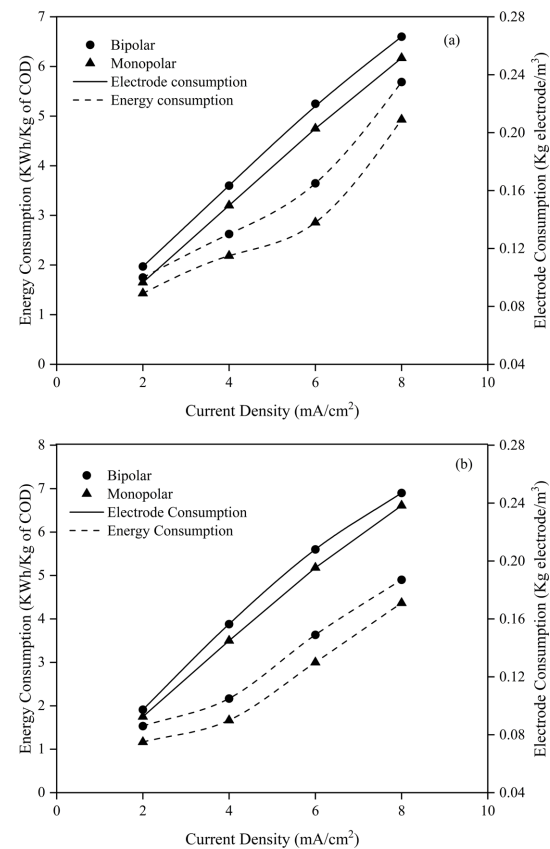 (a)
Bipolar
Monopolar
Electrode consumption
Energy consumption
Energy Consumption (KWh/Kg of COD)
7
6
5
4
3
2
1
0
Electrode Consumption (Kg electrode/m³)
0.28
0.24
0.20
0.16
0.12
0.08
0.04
0 2 4 6 8 10
Current Density (mA/cm²)
(b)
Bipolar
Monopolar
Electrode Consumption
Energy Consumption
Energy Consumption (KWh/Kg of COD)
8
7
6
5
4
3
2
1
0
Electrode Consumption (Kg electrode/m³)
0.28
0.24
0.20
0.16
0.12
0.08
0.04
0 2 4 6 8 10
Current Density (mA/cm²)